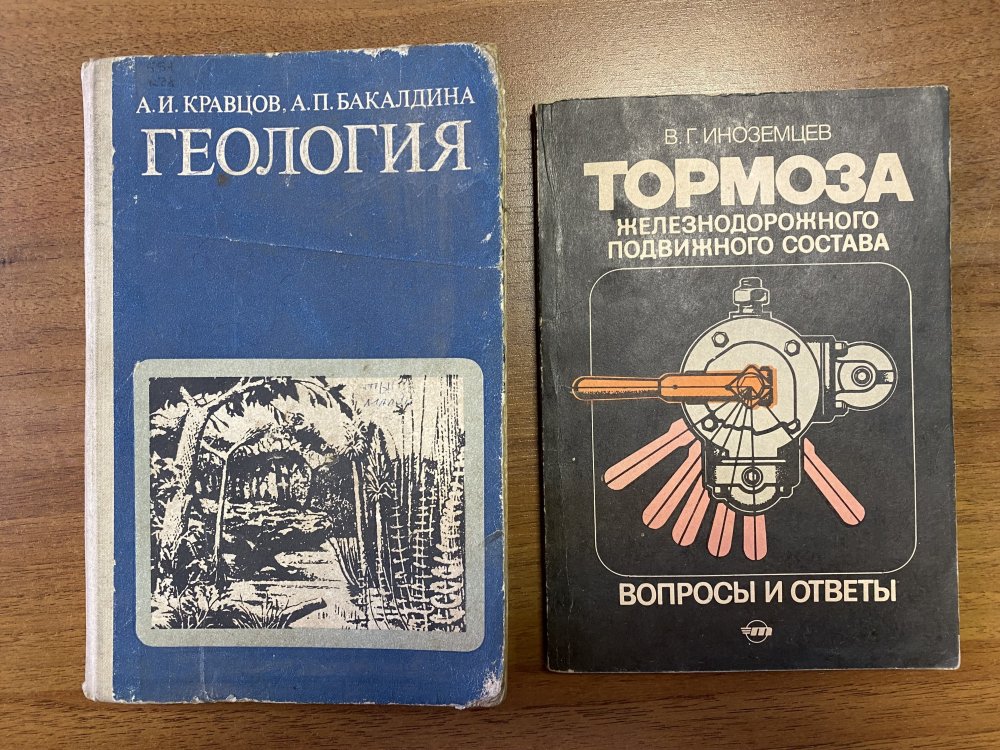 А.И. КРАВЦОВ, А.П. БАКАЛДИНА
ГЕОЛОГИЯ
В. Г. ИНОЗЕМЦЕВ
ТОРМОЗА
ЖЕЛЕЗНОДОРОЖНОГО
ПОДВИЖНОГО СОСТАВА
ВОПРОСЫ И ОТВЕТЫ